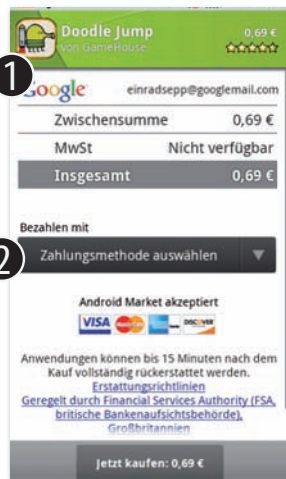 Doodle Jump 0,69 €
von GameHouse
1
Google einradsepp@googlemail.com
Zwischensumme 0,69 €
MwSt Nicht verfügbar
Insgesamt 0,69 €
Bezahlen mit
2
Zahlungsmethode auswählen
Android Market akzeptiert
VISA MasterCard DISCOVER
Anwendungen können bis 15 Minuten nach dem
Kauf vollständig rückerstattet werden.
Erstattungsrichtlinien
Geregelt durch Financial Services Authority (FSA,
britische Bankenaufsichtsbehörde),
Großbritannien
Jetzt kaufen: 0,69 €